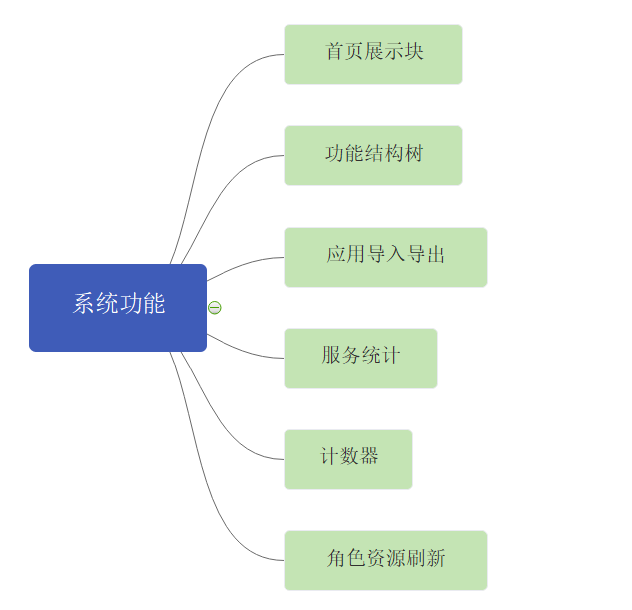 首页展示块
功能结构树
应用导入导出
系统功能
服务统计
计数器
角色资源刷新